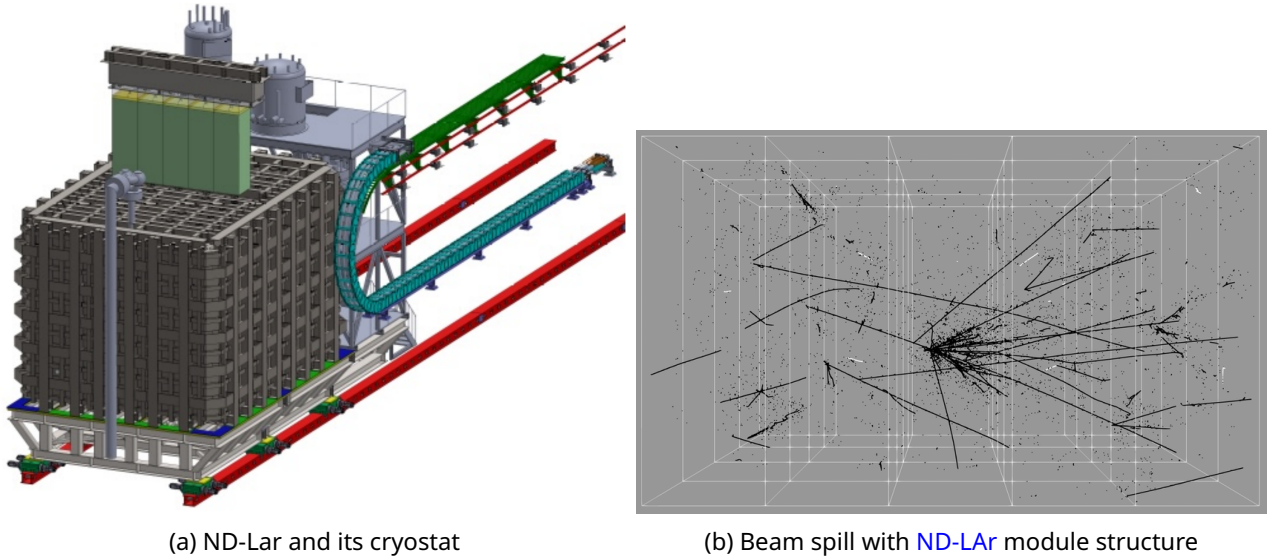 (a) ND-Lar and its cryostat
(b) Beam spill with ND-LAr module structure